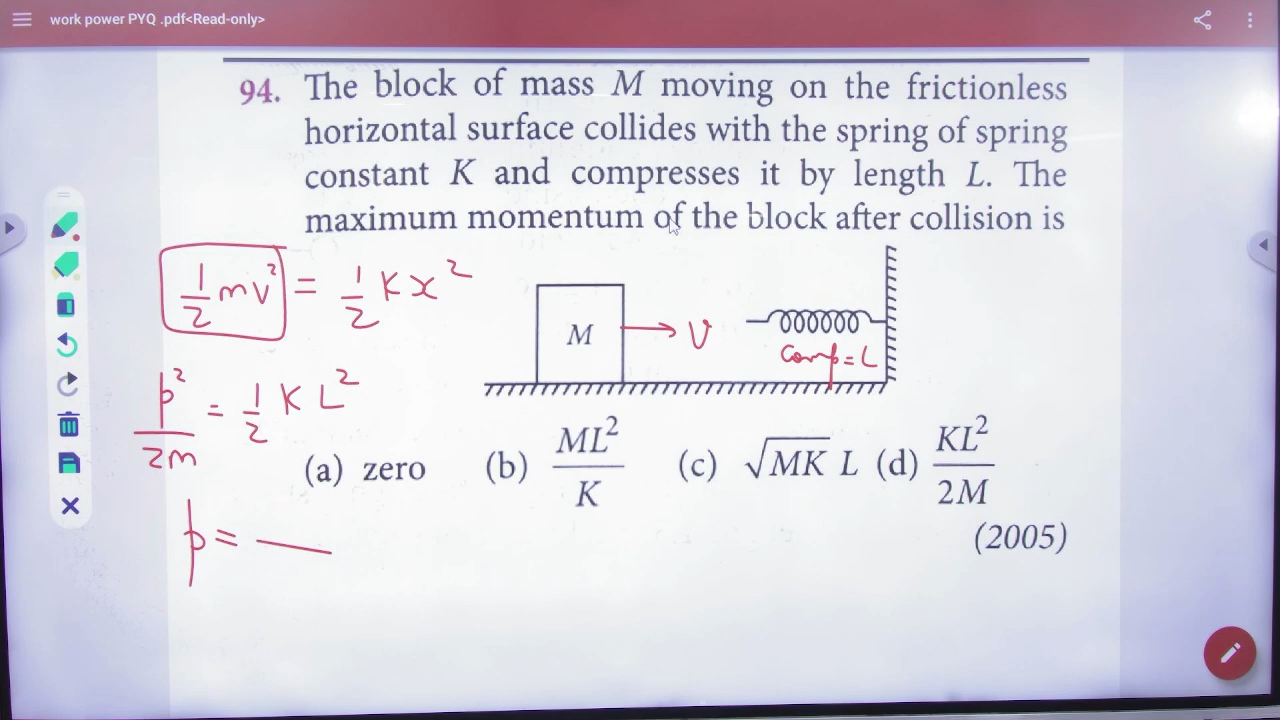 work power PYQ .pdf<Read-only>
94. The block of mass M moving on the frictionless
horizontal surface collides with the spring of spring
constant K and compresses it by length L. The
maximum momentum of the block after collision is
1/2 mv² = 1/2 Kx²
M → v
Comp = L
p²/2m = 1/2 KL²
(a) zero (b) ML²/K (c) √MK L (d) KL²/2M
(2005)
p = —